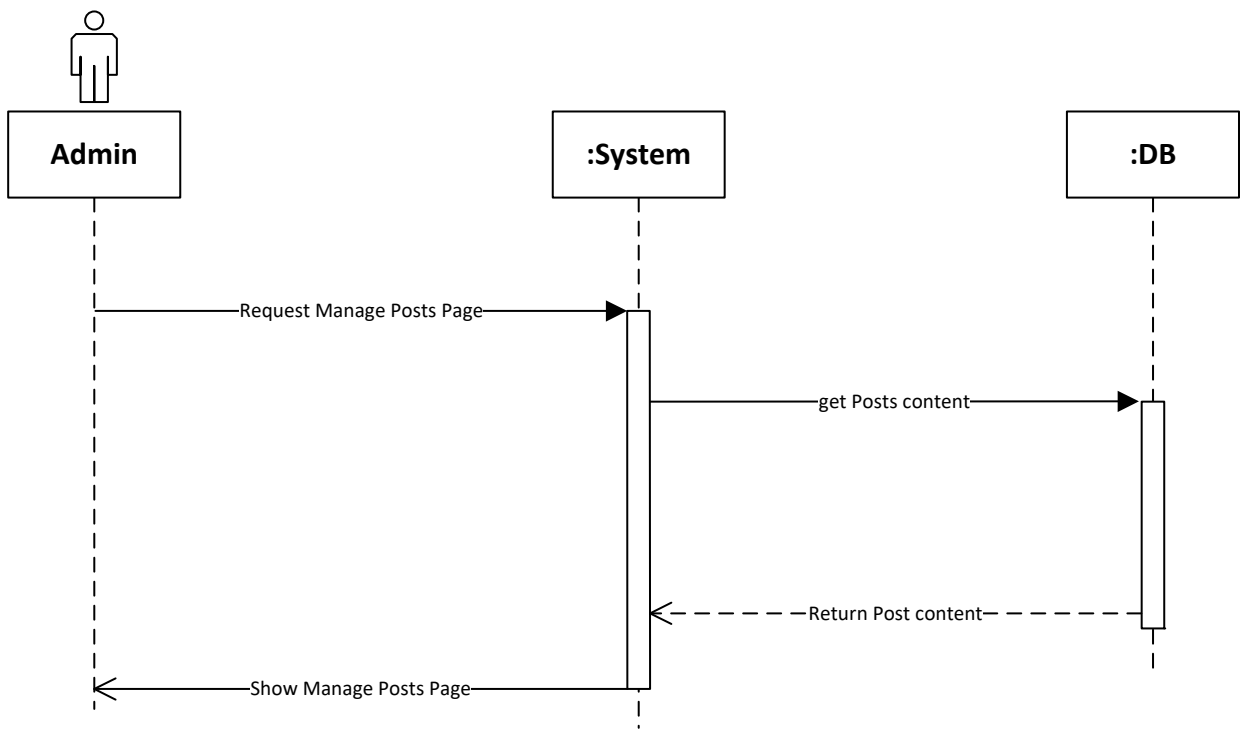 Admin
:System
:DB
Request Manage Posts Page
get Posts content
Return Post content
Show Manage Posts Page